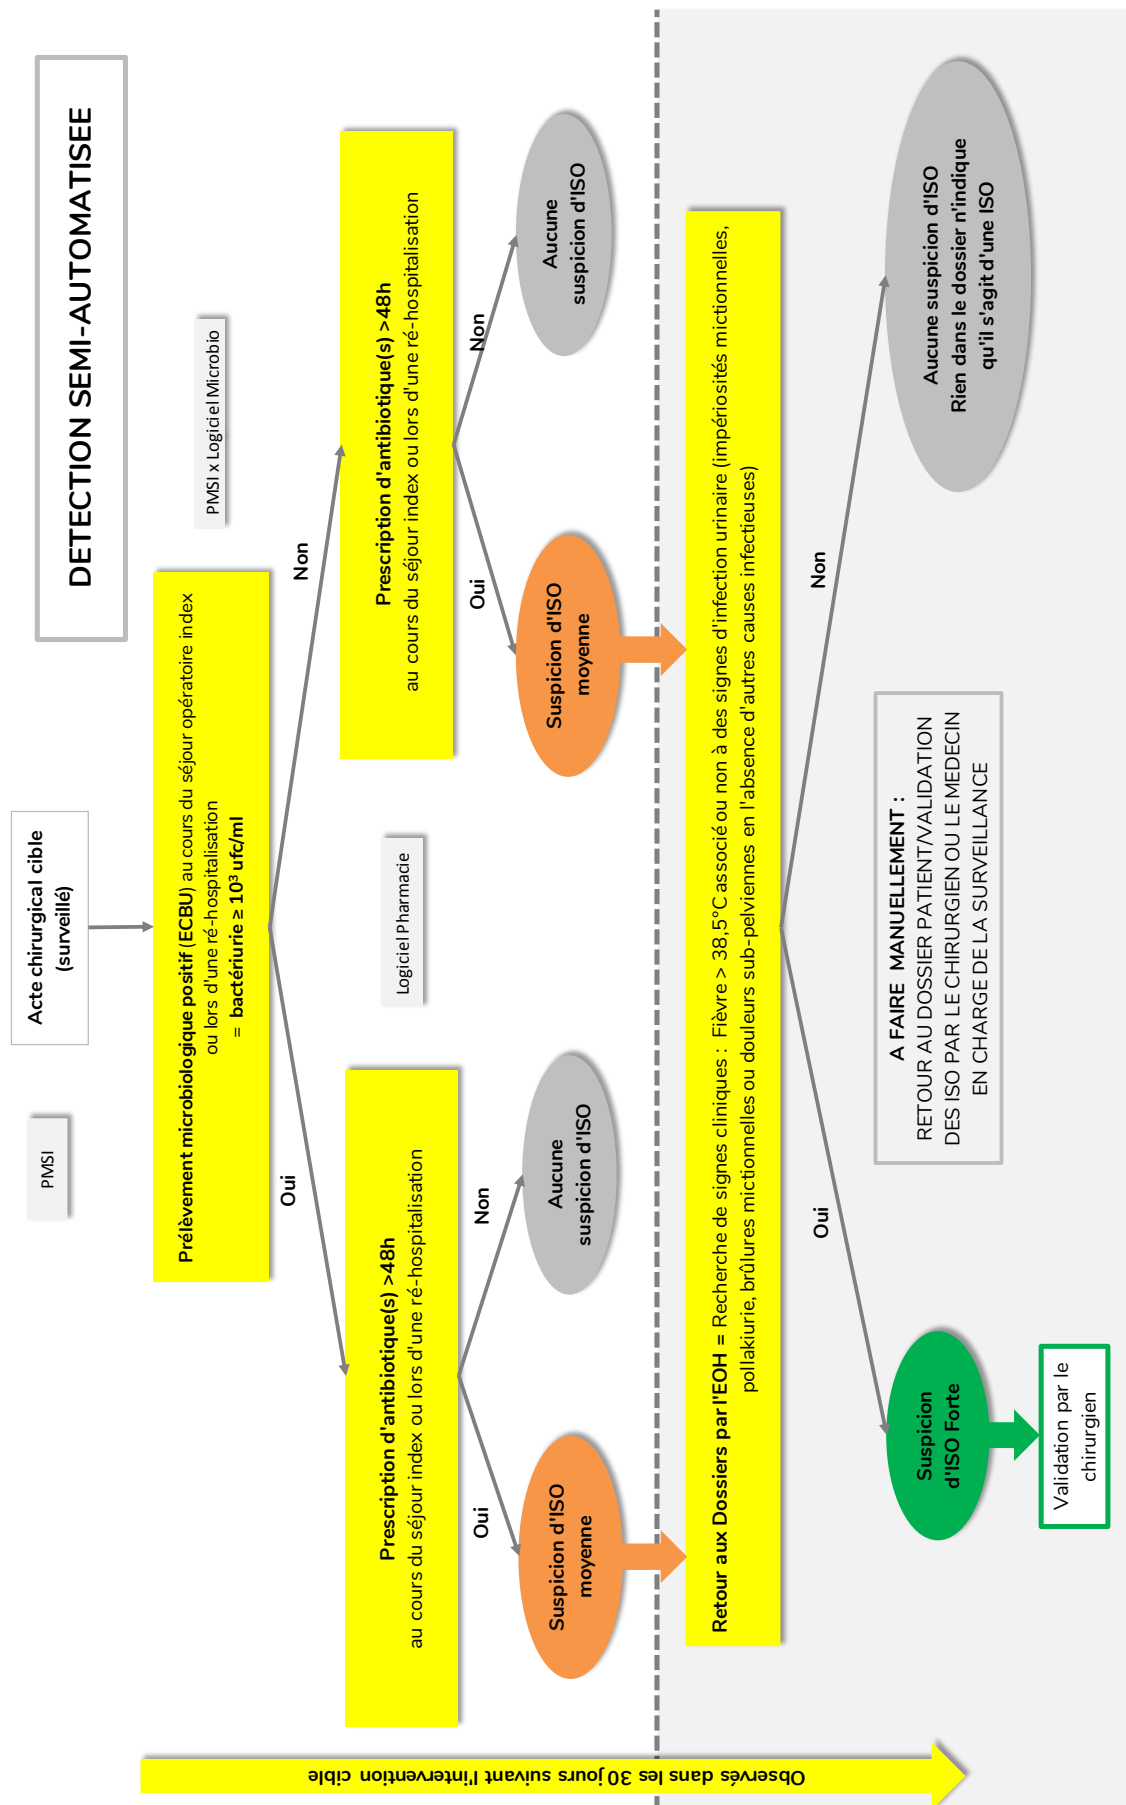 DETECTION SEMI-AUTOMATISEE
PMSI
Acte chirurgical cible
(surveillé)
PMSI x Logiciel Microbio
Prélèvement microbiologique positif (ECBU) au cours du séjour opératoire index
ou lors d'une ré-hospitalisation
= bactériurie ≥ 10³ ufc/ml
Oui
Non
Logiciel Pharmacie
Prescription d'antibiotique(s) >48h
au cours du séjour index ou lors d'une ré-hospitalisation
Prescription d'antibiotique(s) >48h
au cours du séjour index ou lors d'une ré-hospitalisation
Oui
Non
Oui
Non
Suspicion d'ISO
moyenne
Aucune
suspicion d'ISO
Suspicion d'ISO
moyenne
Aucune
suspicion d'ISO
Retour aux Dossiers par l'EOH = Recherche de signes cliniques : Fièvre > 38,5°C associé ou non à des signes d'infection urinaire (impériosités mictionnelles,
pollakiurie, brûlures mictionnelles ou douleurs sub-pelviennes en l'absence d'autres causes infectieuses)
Oui
Non
Suspicion
d'ISO Forte
A FAIRE MANUELLEMENT :
RETOUR AU DOSSIER PATIENT/VALIDATION
DES ISO PAR LE CHIRURGIEN OU LE MEDECIN
EN CHARGE DE LA SURVEILLANCE
Aucune suspicion d'ISO
Rien dans le dossier n'indique
qu'il s'agit d'une ISO
Validation par le
chirurgien
Observés dans les 30 jours suivant l'intervention cible